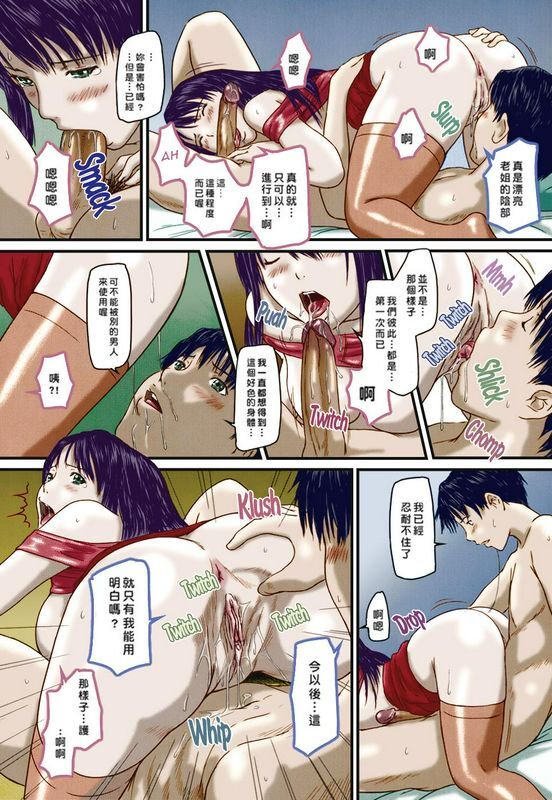 真是漂亮
老姐的陰部
啊
Slurp
嗯嗯
啊
真的就…
只可以…
進行到…啊
AH
這…
這種程度
而已喔
…
妳會害怕嗎？
…但是…已經
Smack
嗯嗯嗯
Mmh
Twitch
Twitch
Shlick
Chomp
並不是…
那個樣子
我們彼此…都是…
第一次而已
啊
Puah
Twitch
我一直都想得到…
這個好色的身體…
可不能被別的男人
來使用喔
咦?!
我已經
忍耐不住了
啊嗯
Drop
Klush
Twitch
Twitch
Twitch
今以後…這
就只有我能用
明白嗎？
Whip
那樣子…護
…啊啊